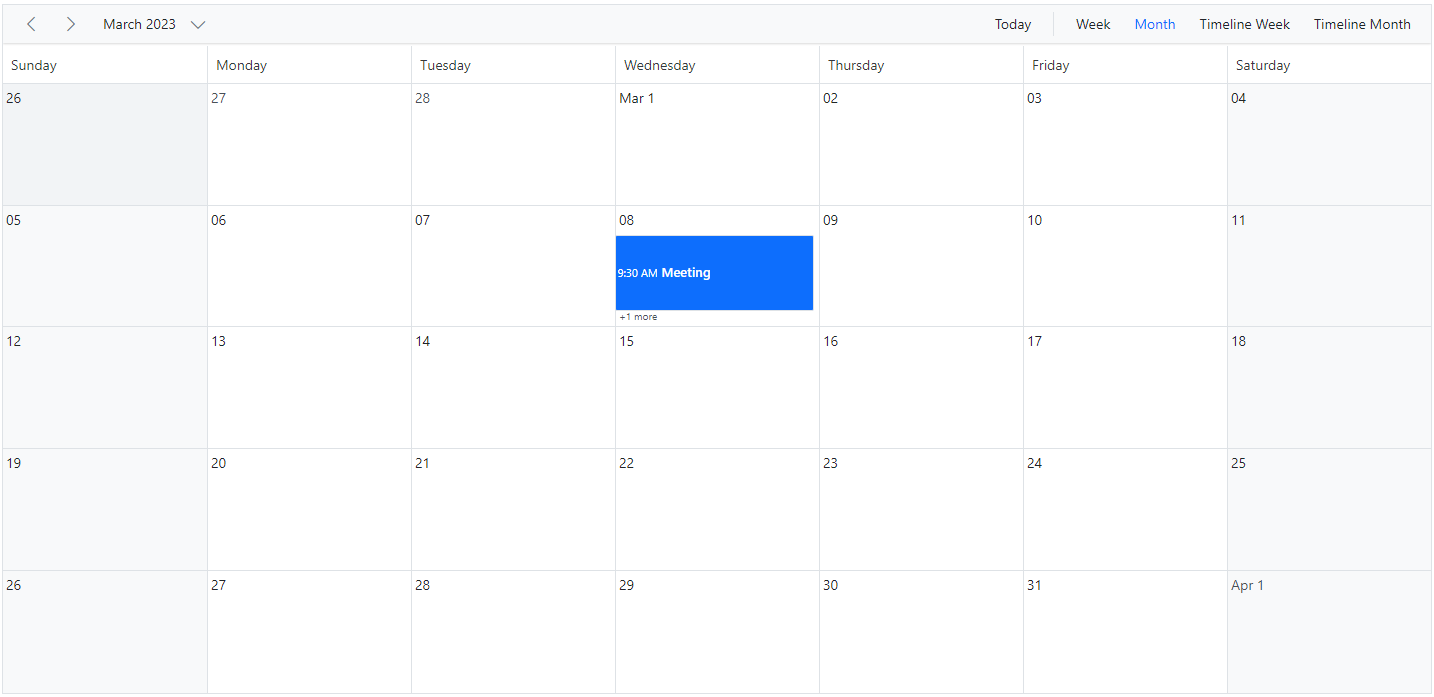 March 2023 Today Week Month Timeline Week Timeline Month
Sunday Monday Tuesday Wednesday Thursday Friday Saturday
26 27 28 Mar 1 02 03 04
05 06 07 08 09 10 11
9:30 AM Meeting
+1 more
12 13 14 15 16 17 18
19 20 21 22 23 24 25
26 27 28 29 30 31 Apr 1